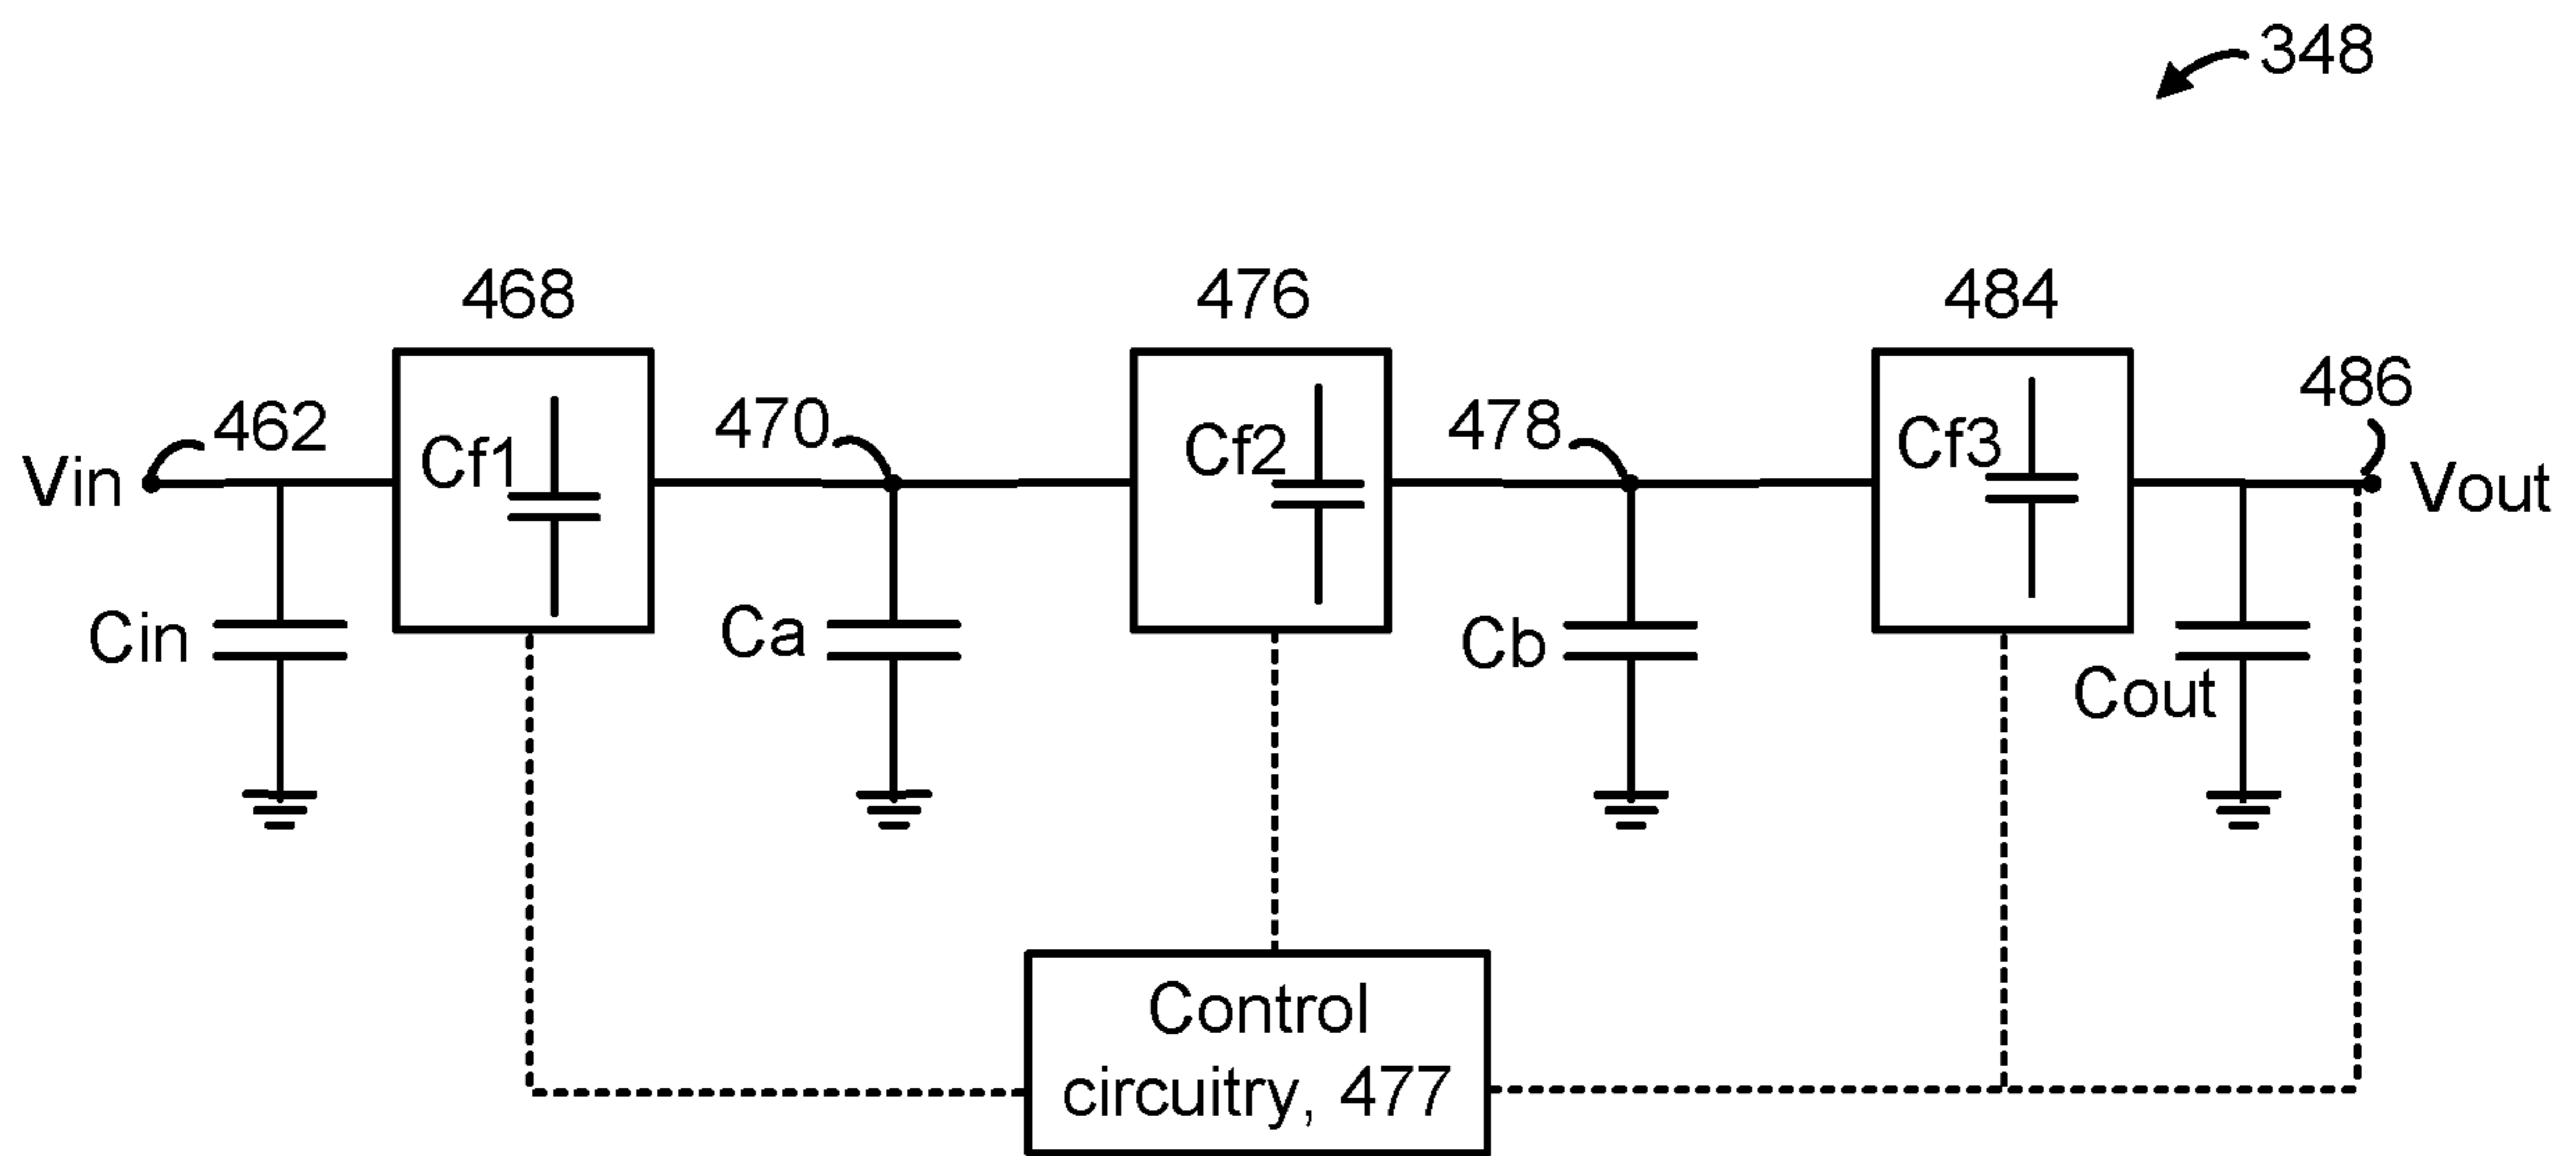 348
468
476
484
486
462
470
478
Vin
Cf1
Cf2
Cf3
Vout
Cin
Ca
Cb
Cout
Control
circuitry, 477